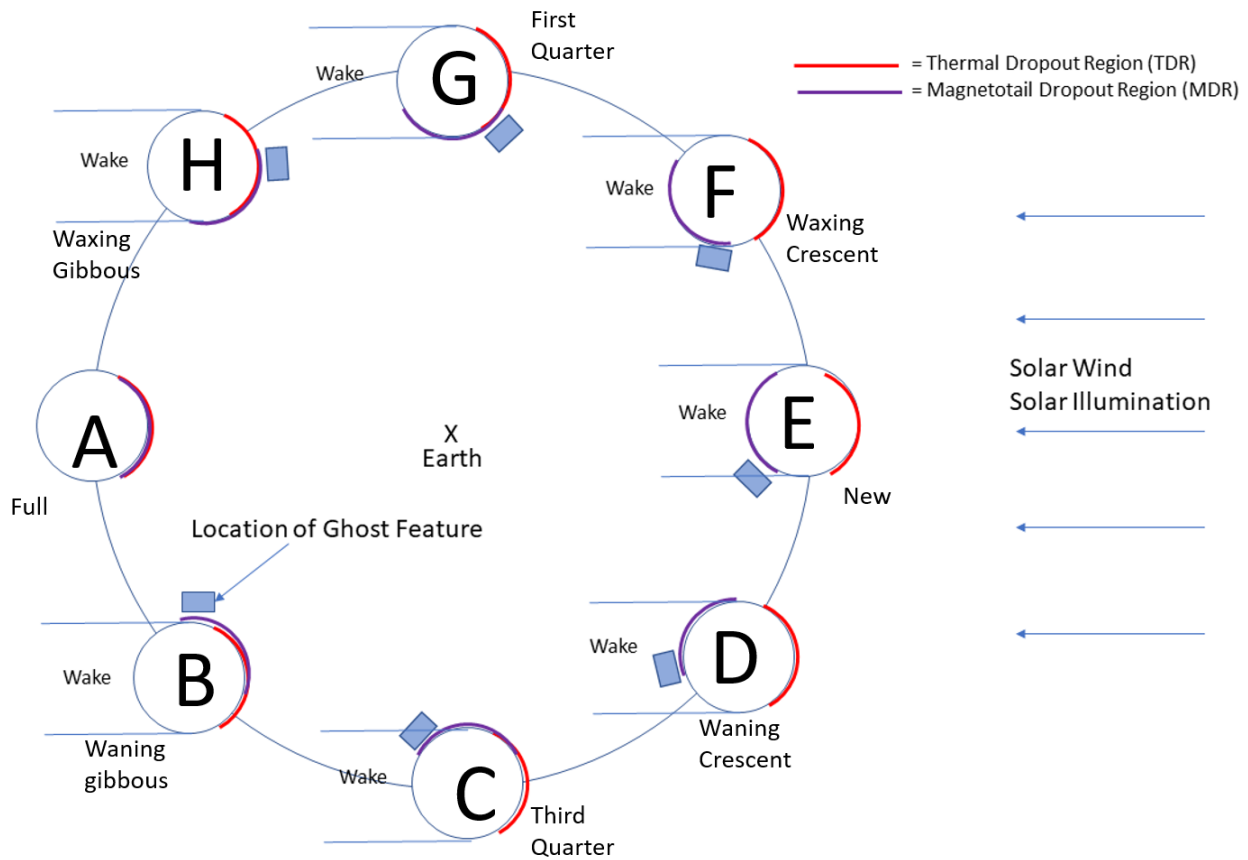 First
Quarter
= Thermal Dropout Region (TDR)
= Magnetotail Dropout Region (MDR)
Wake
G
Wake
H
Waxing
Gibbous
Wake
F
Waxing
Crescent
Solar Wind
Solar Illumination
Wake
E
New
A
Full
X
Earth
Location of Ghost Feature
Wake
B
Waning
gibbous
Wake
C
Third
Quarter
Wake
D
Waning
Crescent